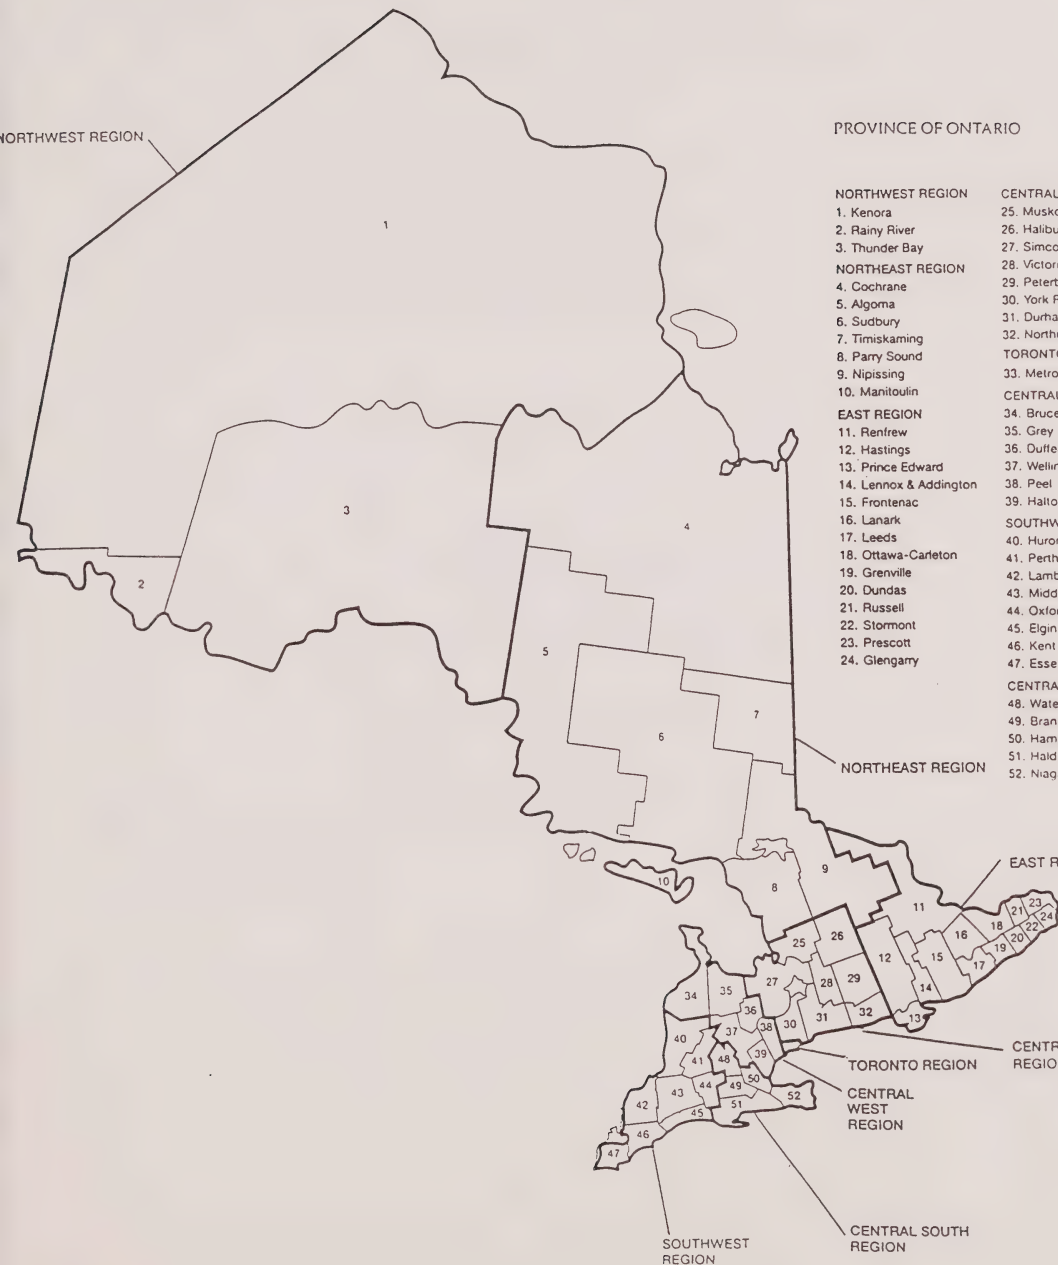 PROVINCE OF ONTARIO
NORTHWEST REGION
NORTHWEST REGION
1. Kenora
2. Rainy River
3. Thunder Bay
NORTHEAST REGION
4. Cochrane
5. Algoma
6. Sudbury
7. Timiskaming
8. Parry Sound
9. Nipissing
10. Manitoulin
EAST REGION
11. Renfrew
12. Hastings
13. Prince Edward
14. Lennox & Addington
15. Frontenac
16. Lanark
17. Leeds
18. Ottawa-Carleton
19. Grenville
20. Dundas
21. Russell
22. Stormont
23. Prescott
24. Glengarry
CENTRAL
25. Musko
26. Halibu
27. Simco
28. Victor
29. Petert
30. York R
31. Durha
32. North
TORONTO
33. Metro
CENTRAL
34. Bruce
35. Grey
36. Duffe
37. Wellin
38. Peel
39. Halto
SOUTHW
40. Huron
41. Perth
42. Lamb
43. Midd
44. Oxfor
45. Elgin
46. Kent
47. Esse
CENTRA
48. Wate
49. Bran
50. Ham
51. Hald
52. Niag
1
2
3
4
5
6
7
NORTHEAST REGION
8
9
10
EAST R
11
12
13
14
15
16
17
18
19
20
21
22
23
24
25
26
27
28
29
30
31
32
34
35
36
37
38
39
40
41
42
43
44
45
46
47
48
49
50
51
52
CENTR
REGIO
TORONTO REGION
CENTRAL
WEST
REGION
CENTRAL SOUTH
REGION
SOUTHWEST
REGION